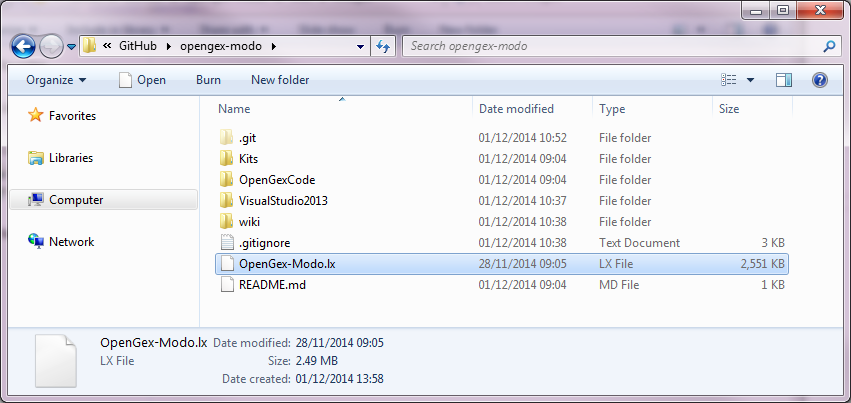 « GitHub ▸ opengex-modo ▸ Search opengex-modo
Organize Open Burn New folder
Favorites
Libraries
Computer
Network
Name Date modified Type Size
.git 01/12/2014 10:52 File folder
Kits 01/12/2014 09:04 File folder
OpenGexCode 01/12/2014 09:04 File folder
VisualStudio2013 01/12/2014 10:37 File folder
wiki 01/12/2014 10:38 File folder
.gitignore 01/12/2014 10:38 Text Document 3 KB
OpenGex-Modo.lx 28/11/2014 09:05 LX File 2,551 KB
README.md 01/12/2014 09:04 MD File 1 KB
OpenGex-Modo.lx Date modified: 28/11/2014 09:05
LX File Size: 2.49 MB
Date created: 01/12/2014 13:58